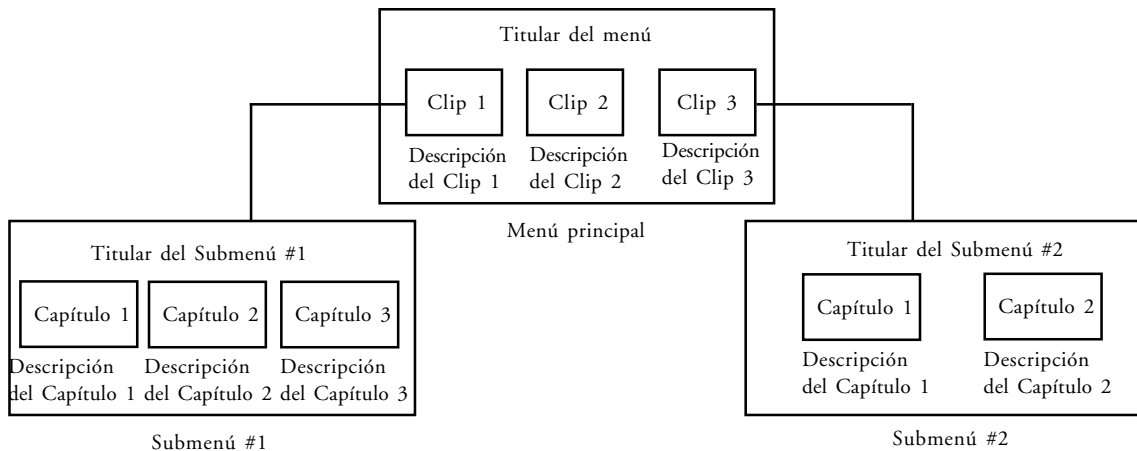 Titular del menú
Clip 1 Clip 2 Clip 3
Descripción del Clip 1
Descripción del Clip 2
Descripción del Clip 3
Menú principal
Titular del Submenú #1
Capítulo 1 Capítulo 2 Capítulo 3
Descripción del Capítulo 1
Descripción del Capítulo 2
Descripción del Capítulo 3
Submenú #1
Titular del Submenú #2
Capítulo 1 Capítulo 2
Descripción del Capítulo 1
Descripción del Capítulo 2
Submenú #2